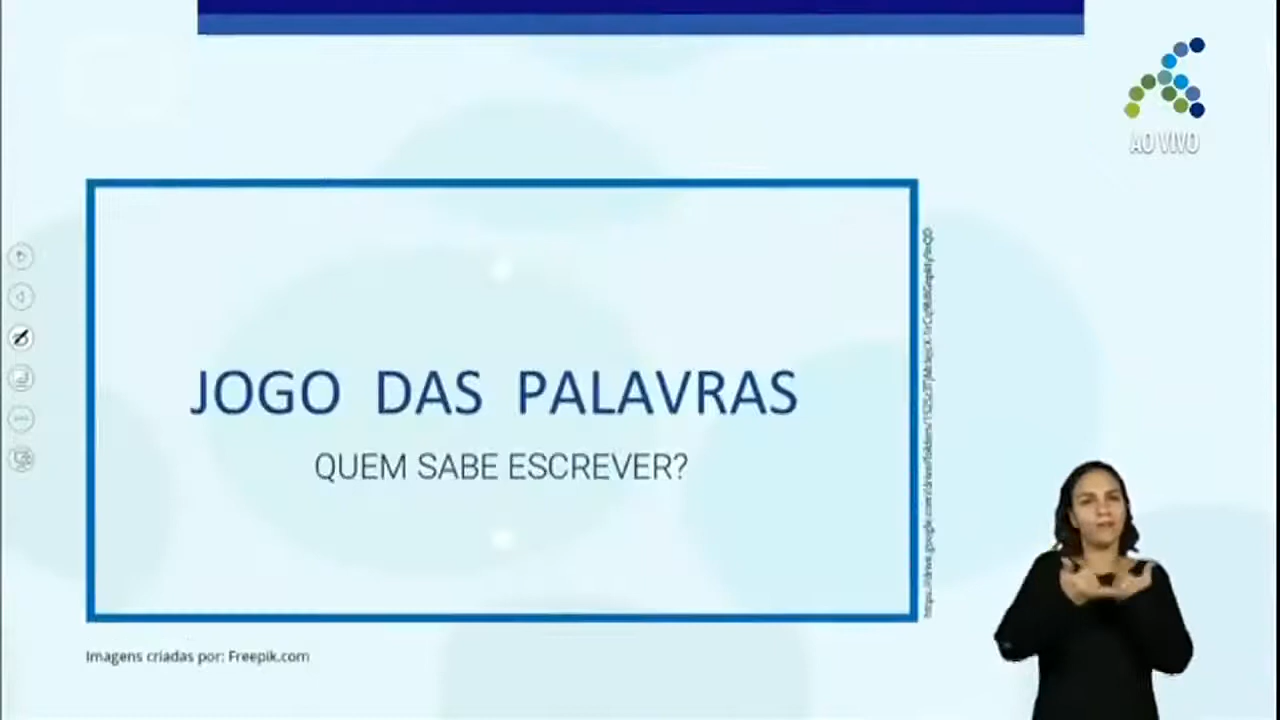 AO VIVO
JOGO DAS PALAVRAS
QUEM SABE ESCREVER?
Imagens criadas por: Freepik.com